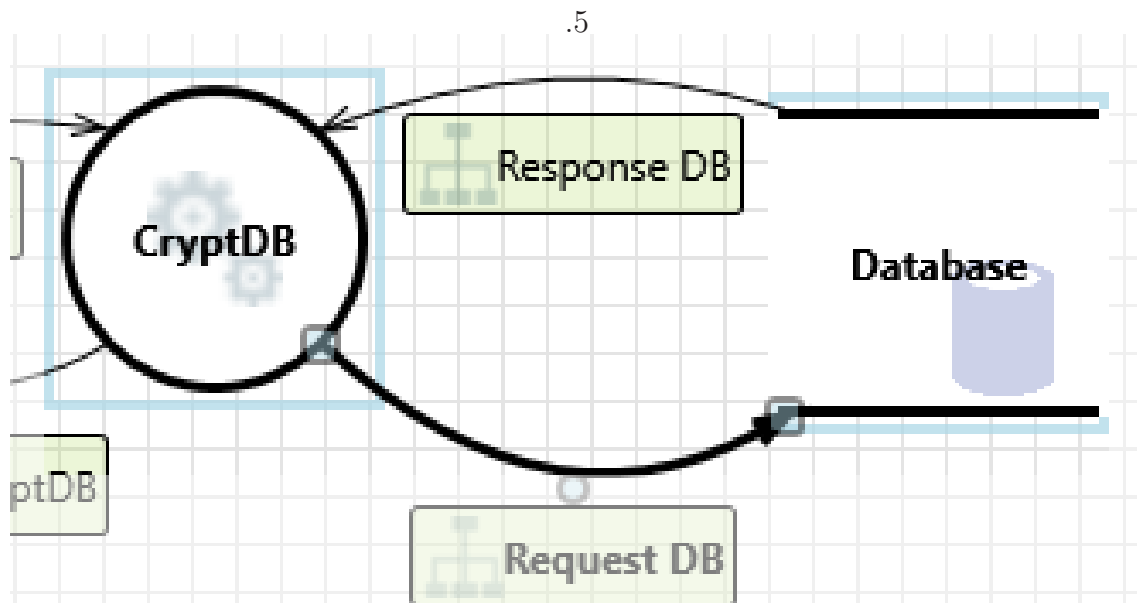 .5
Response DB
CryptDB
Database
ptDB
Request DB